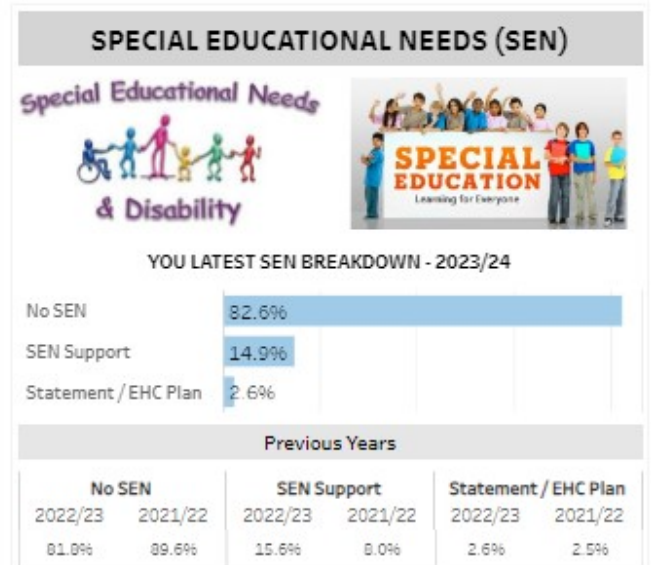 SPECIAL EDUCATIONAL NEEDS (SEN)
Special Educational Needs
& Disability
SPECIAL
EDUCATION
Learning for Everyone
YOU LATEST SEN BREAKDOWN - 2023/24
No SEN 82.6%
SEN Support 14.9%
Statement / EHC Plan 2.6%
Previous Years
No SEN SEN Support Statement / EHC Plan
2022/23 2021/22 2022/23 2021/22 2022/23 2021/22
81.8% 89.6% 15.6% 8.0% 2.6% 2.5%